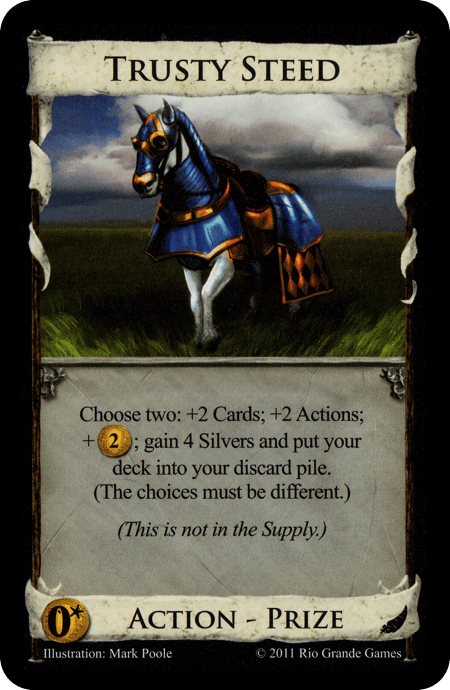 TRUSTY STEED
Choose two: +2 Cards; +2 Actions;
+2; gain 4 Silvers and put your
deck into your discard pile.
(The choices must be different.)
(This is not in the Supply.)
0*
ACTION - PRIZE
Illustration: Mark Poole © 2011 Rio Grande Games